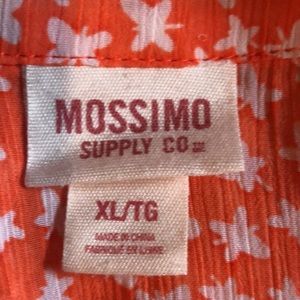 MOSSIMO
SUPPLY CO
XL/TG
MADE IN CHINA
FABRIQUÉ EN CHINE